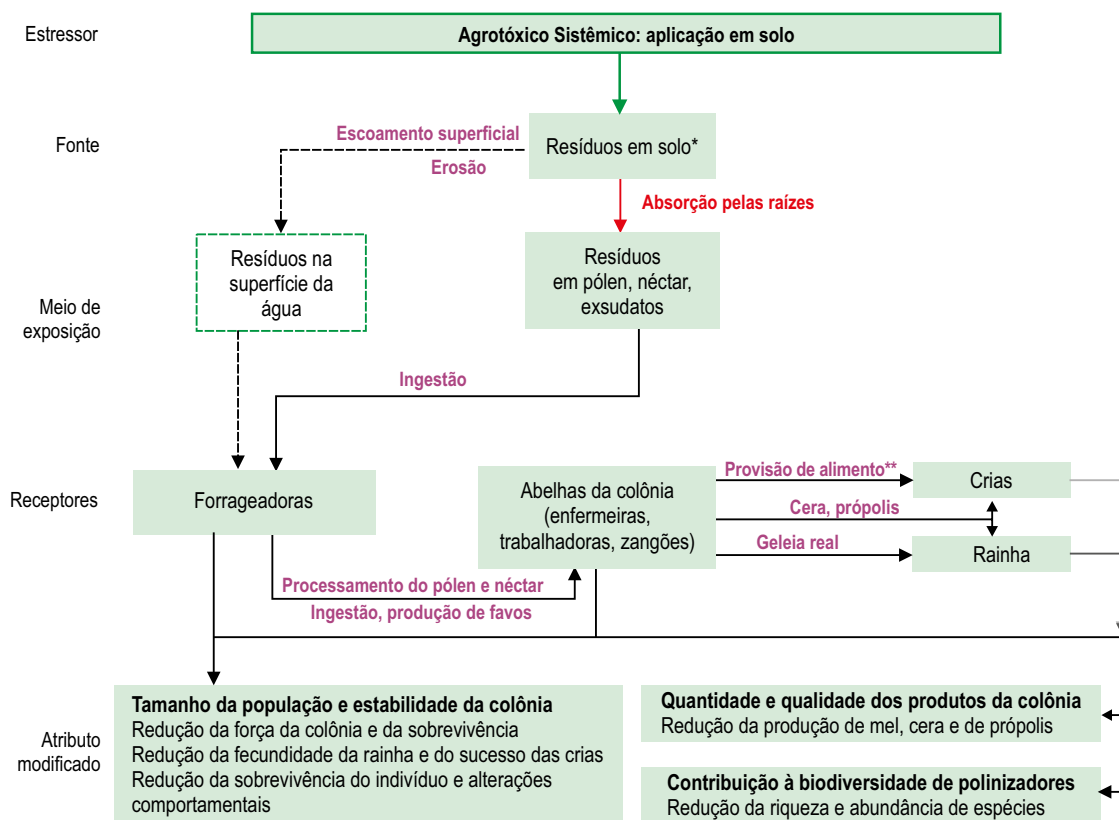 Estressor
Agrotóxico Sistêmico: aplicação em solo
Fonte
Escoamento superficial
Erosão
Resíduos em solo*
Absorção pelas raízes
Meio de
exposição
Resíduos na
superfície da
água
Resíduos
em pólen, néctar,
exsudatos
Ingestão
Receptores
Forrageadoras
Abelhas da colônia
(enfermeiras,
trabalhadoras, zangões)
Provisão de alimento**
Crias
Cera, própolis
Geleia real
Rainha
Processamento do pólen e néctar
Ingestão, produção de favos
Atributo
modificado
Tamanho da população e estabilidade da colônia
Redução da força da colônia e da sobrevivência
Redução da fecundidade da rainha e do sucesso das crias
Redução da sobrevivência do indivíduo e alterações
comportamentais
Quantidade e qualidade dos produtos da colônia
Redução da produção de mel, cera e de própolis
Contribuição à biodiversidade de polinizadores
Redução da riqueza e abundância de espécies